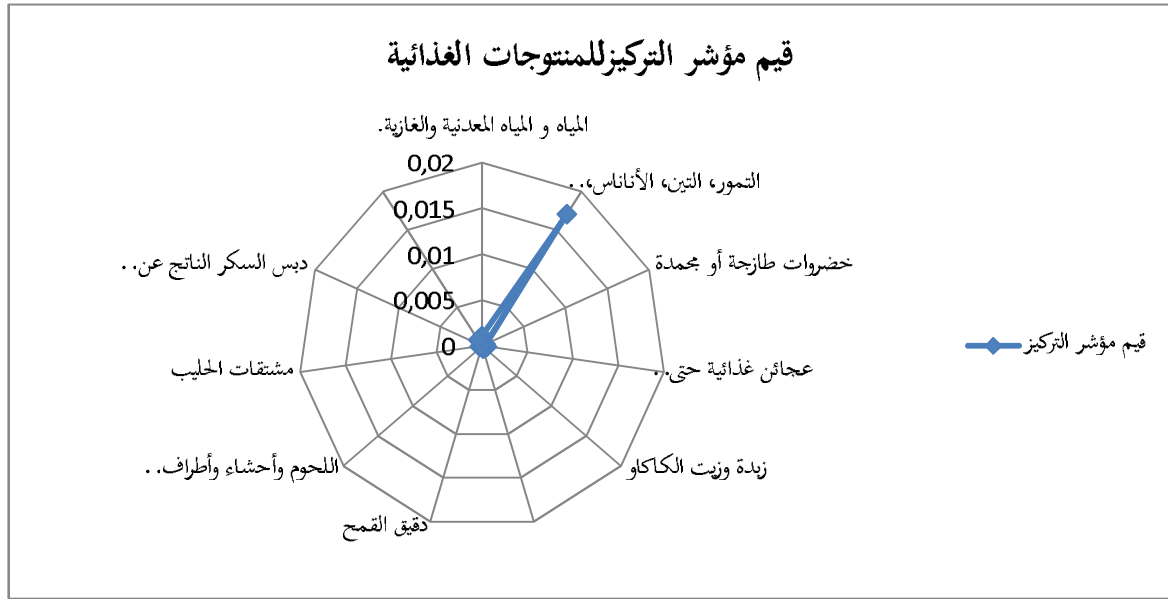 قيم مؤشر التركيزللمنتوجات الغذائية
المياه و المياه المعدنية والغازية.
0,02
التمور، التين، الأناناس،..
0,015
0,01
0,005
0
خضروات طازجة أو مجمدة
عجائن غذائية حتى..
زبدة وزيت الكاكاو
دقيق القمح
اللحوم وأحشاء وأطراف..
مشتقات الحليب
دبس السكر الناتج عن..
قيم مؤشر التركيز